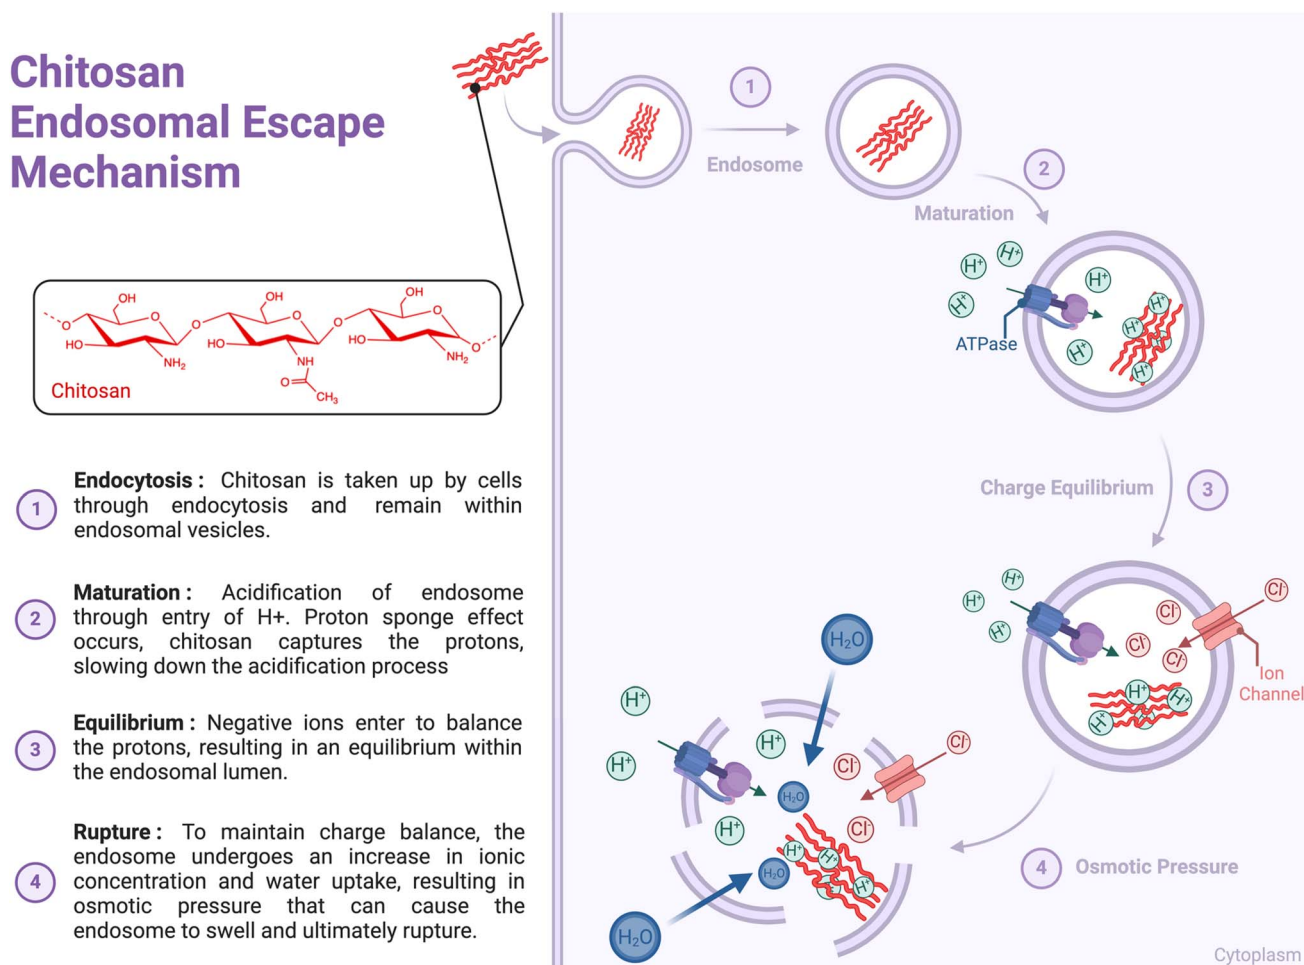 Chitosan
Endosomal Escape
Mechanism
OH
O
O
HO
NH₂
OH
O
O
HO
NH
O
CH₃
OH
O
O
HO
NH₂
O
Chitosan
1
Endocytosis : Chitosan is taken up by cells
through endocytosis and remain within
endosomal vesicles.
2
Maturation : Acidification of endosome
through entry of H+. Proton sponge effect
occurs, chitosan captures the protons,
slowing down the acidification process
3
Equilibrium : Negative ions enter to balance
the protons, resulting in an equilibrium within
the endosomal lumen.
4
Rupture : To maintain charge balance, the
endosome undergoes an increase in ionic
concentration and water uptake, resulting in
osmotic pressure that can cause the
endosome to swell and ultimately rupture.
1
Endosome
2
Maturation
H⁺
H⁺
H⁺
H⁺
H⁺
H⁺
H⁺
H⁺
H⁺
ATPase
Charge Equilibrium
3
H⁺
H⁺
H⁺
Cl⁻
Cl⁻
Cl⁻
Cl⁻
Ion
Channel
H⁺
H⁺
H⁺
4
Osmotic Pressure
H₂O
H⁺
H⁺
H⁺
H⁺
Cl⁻
Cl⁻
Cl⁻
H₂O
H₂O
H⁺
H⁺
H⁺
H₂O
Cytoplasm